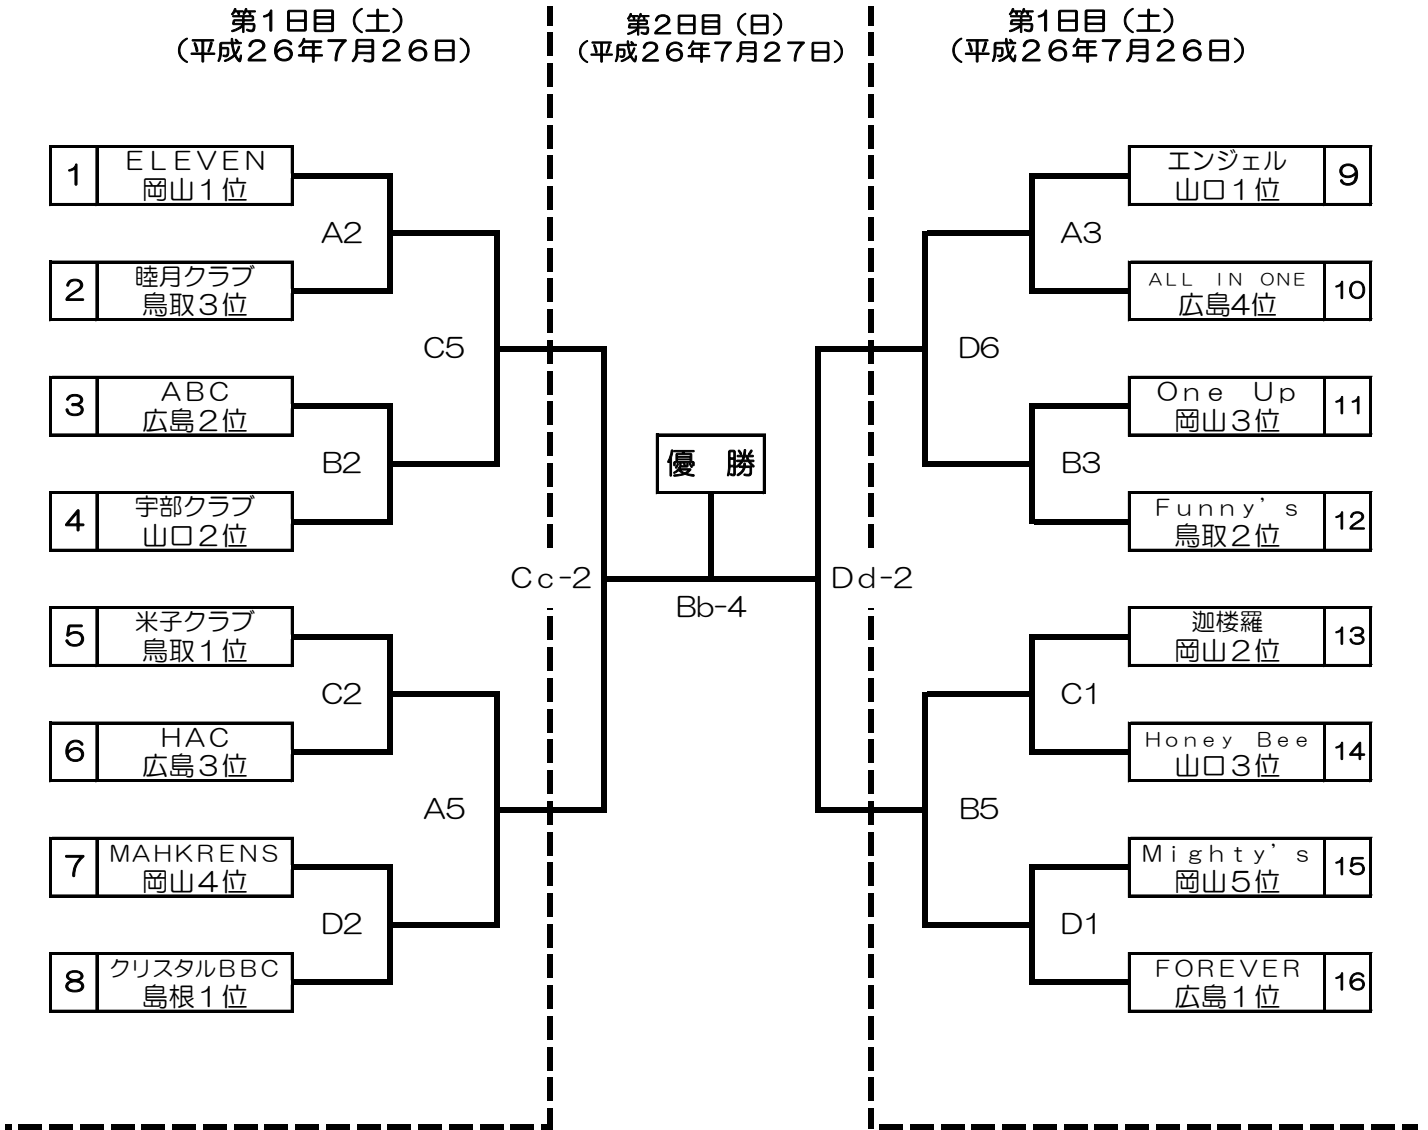 第1日目（土）
（平成２６年７月２６日）
第２日目（日）
（平成２６年７月２７日）
第1日目（土）
（平成２６年７月２６日）
1
ＥＬＥＶＥＮ
岡山１位
2
睦月クラブ
鳥取３位
3
ＡＢＣ
広島２位
4
宇部クラブ
山口２位
5
米子クラブ
鳥取１位
6
ＨＡＣ
広島３位
7
ＭＡＨＫＲＥＮＳ
岡山４位
8
クリスタルＢＢＣ
島根１位
A2
B2
C2
D2
C5
A5
Cｃ-2
優　勝
Bb-4
Dｄ-2
D6
B5
A3
B3
C1
D1
エンジェル
山口１位
9
ＡＬＬ　ＩＮ　ＯＮＥ
広島４位
10
Ｏｎｅ　Ｕｐ
岡山３位
11
Ｆｕｎｎｙ’ｓ
鳥取２位
12
迦楼羅
岡山２位
13
Ｈｏｎｅｙ　Ｂｅｅ
山口３位
14
Ｍｉｇｈｔｙ’ｓ
岡山５位
15
ＦＯＲＥＶＥＲ
広島１位
16